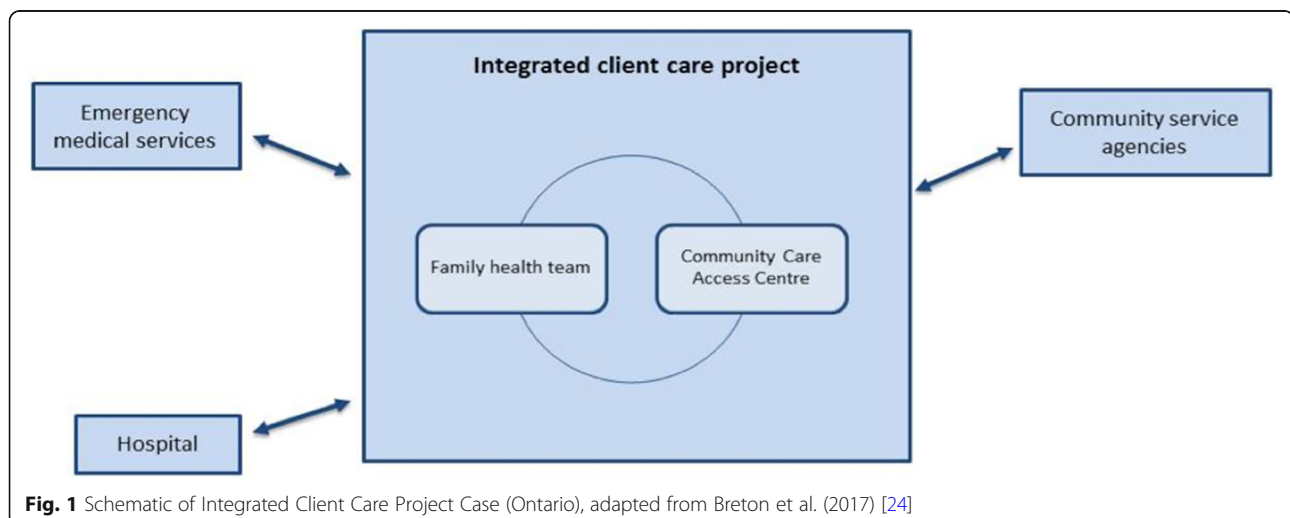 Integrated client care project
Emergency
medical services
Community service
agencies
Family health team
Community Care
Access Centre
Hospital
Fig. 1 Schematic of Integrated Client Care Project Case (Ontario), adapted from Breton et al. (2017) [24]